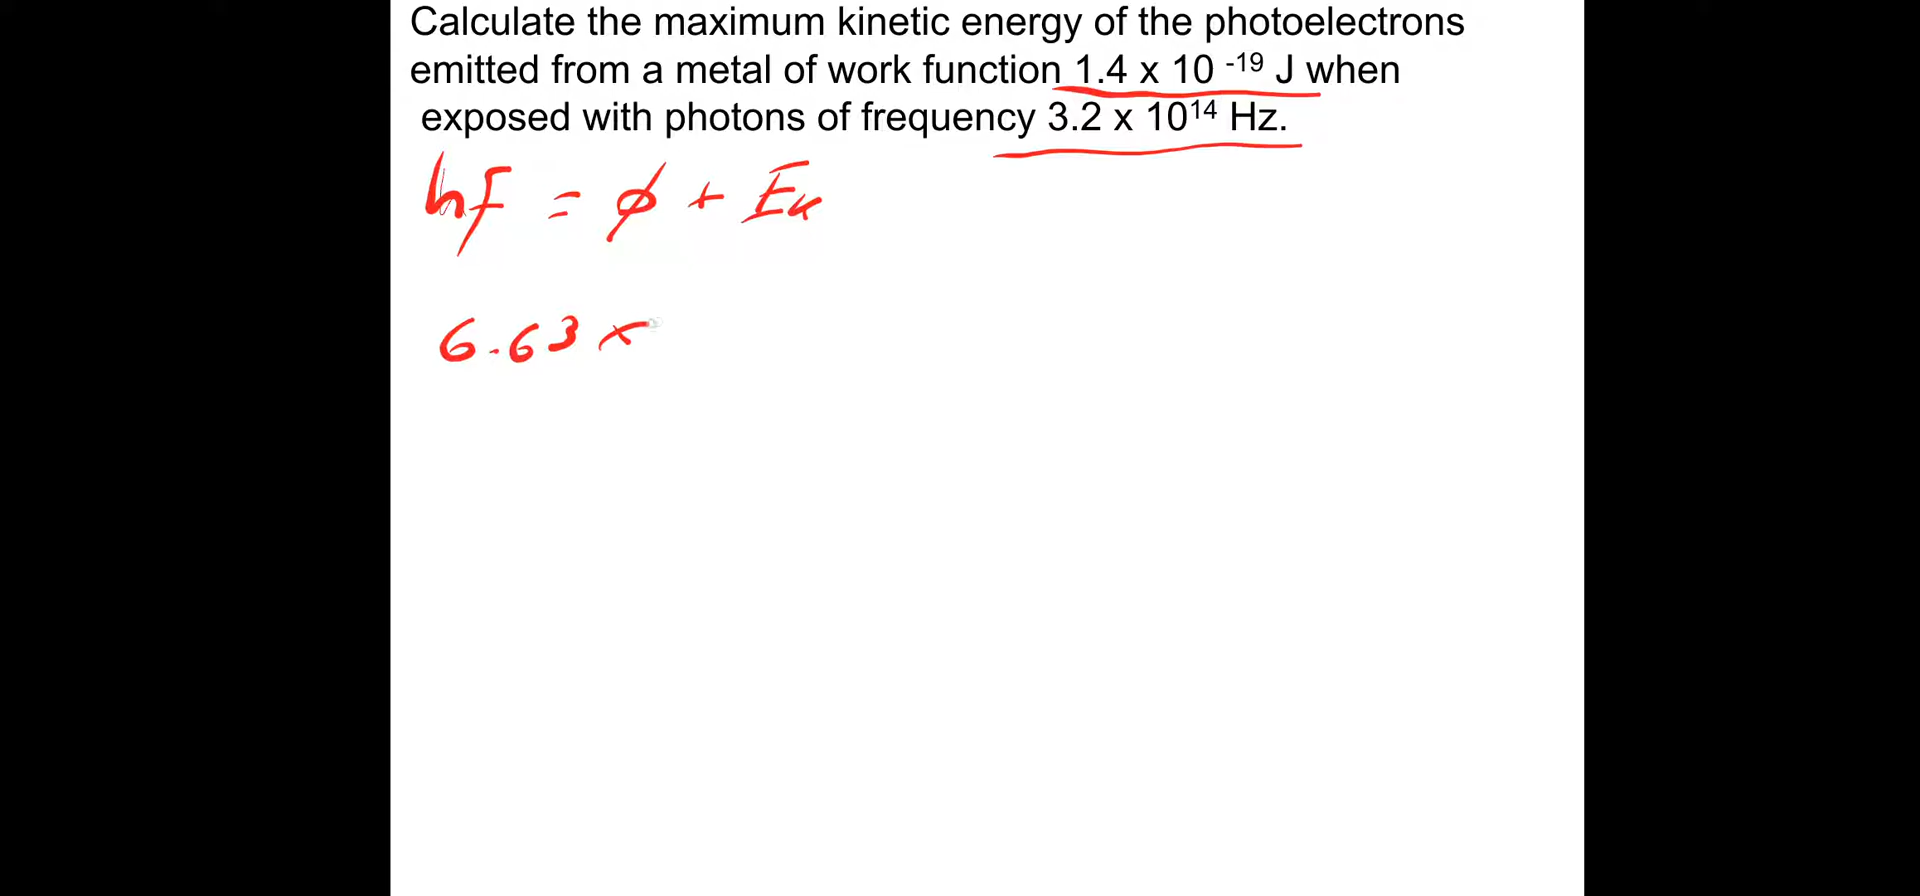 Calculate the maximum kinetic energy of the photoelectrons
emitted from a metal of work function 1.4 x 10 ⁻¹⁹ J when
exposed with photons of frequency 3.2 x 10¹⁴ Hz.
hf = ϕ + Eₖ
6.63 x